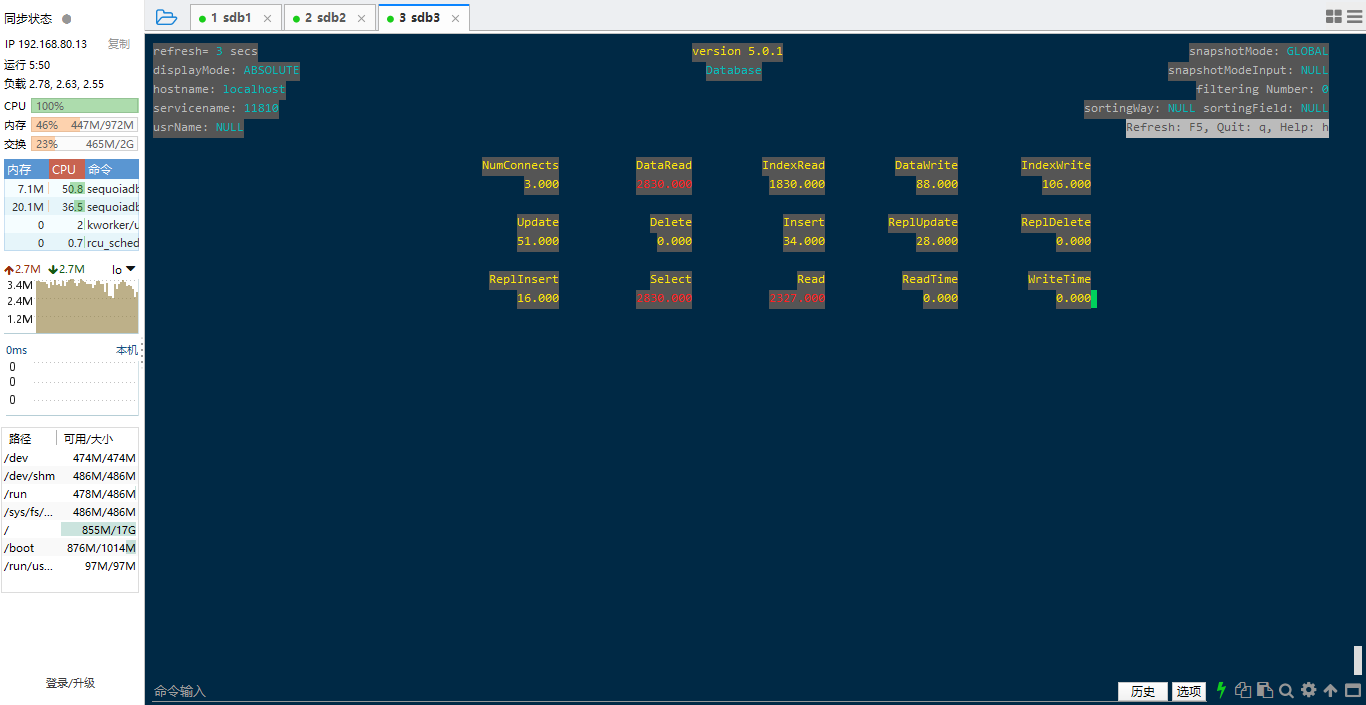 同步状态
IP 192.168.80.13 复制
运行 5:50
负载 2.78, 2.63, 2.55
CPU 100%
内存 46% 447M/972M
交换 23% 465M/2G
内存 CPU 命令
7.1M 50.8 sequoiadb
20.1M 36.5 sequoiadb
0 2 kworker/u
0 0.7 rcu_sched
2.7M 2.7M lo
3.4M
2.4M
1.2M
0ms 本机
0
0
0
路径 可用/大小
/dev 474M/474M
/dev/shm 486M/486M
/run 478M/486M
/sys/fs/... 486M/486M
/ 855M/17G
/boot 876M/1014M
/run/us... 97M/97M
登录/升级
1 sdb1 × 2 sdb2 × 3 sdb3 ×
refresh= 3 secs version 5.0.1 snapshotMode: GLOBAL
displayMode: ABSOLUTE Database snapshotModeInput: NULL
hostname: localhost filtering Number: 0
servicename: 11810 sortingWay: NULL sortingField: NULL
usrName: NULL Refresh: F5, Quit: q, Help: h
NumConnects DataRead IndexRead DataWrite IndexWrite
3.000 2830.000 1830.000 88.000 106.000
Update Delete Insert ReplUpdate ReplDelete
51.000 0.000 34.000 28.000 0.000
ReplInsert Select Read ReadTime WriteTime
16.000 2830.000 2327.000 0.000 0.000
命令输入 历史 选项